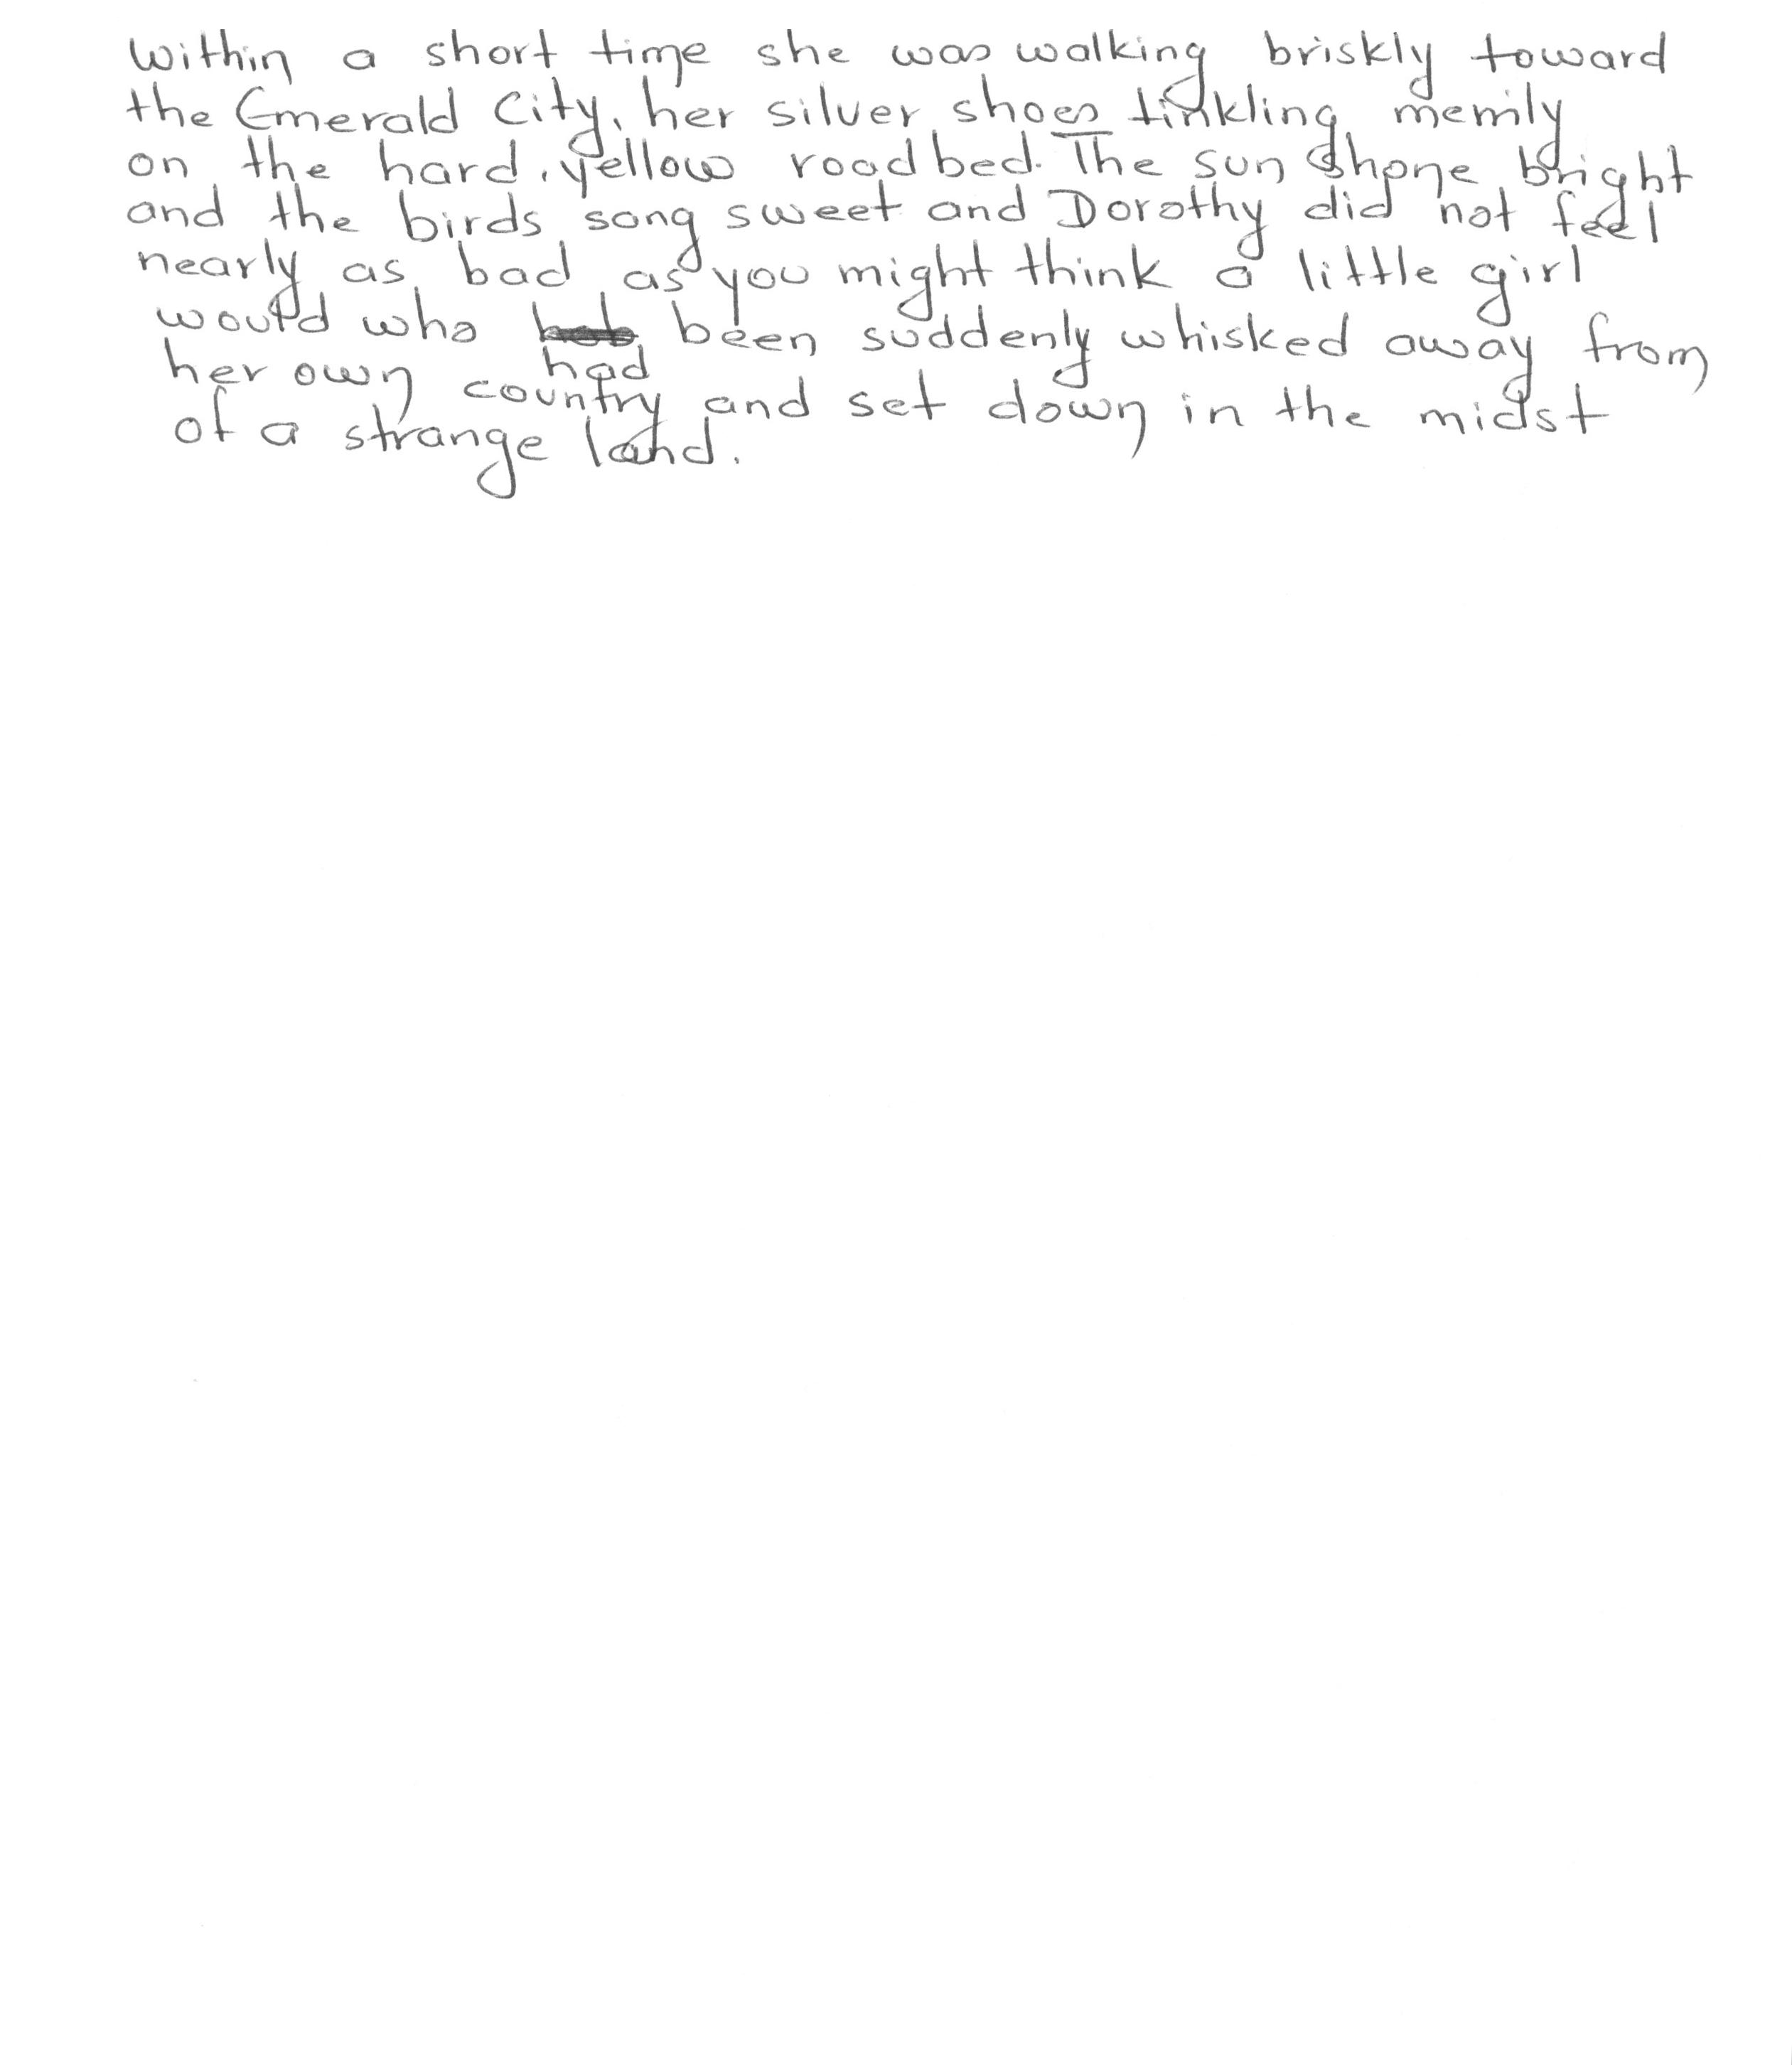 Within a short time she was walking briskly toward
the Emerald City, her silver shoes tinkling merrily
on the hard, yellow roadbed. The sun shone bright
and the birds sang sweet and Dorothy did not feel
nearly as bad as you might think a little girl
would who had been suddenly whisked away from
her own country and set down in the midst
of a strange land.